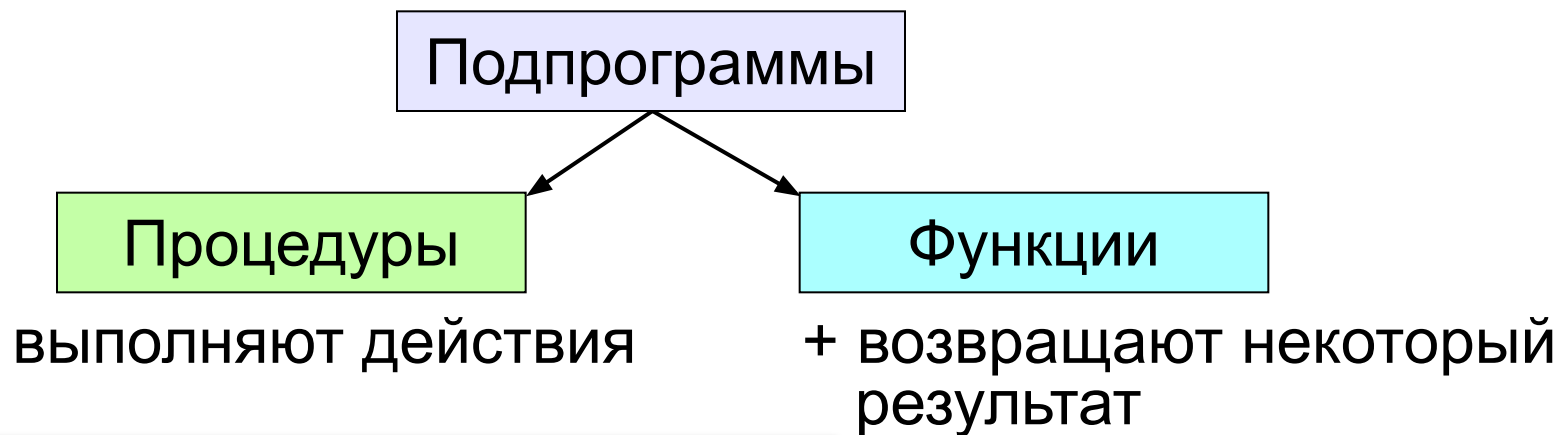 Подпрограммы
Процедуры
Функции
выполняют действия
+ возвращают некоторый
результат